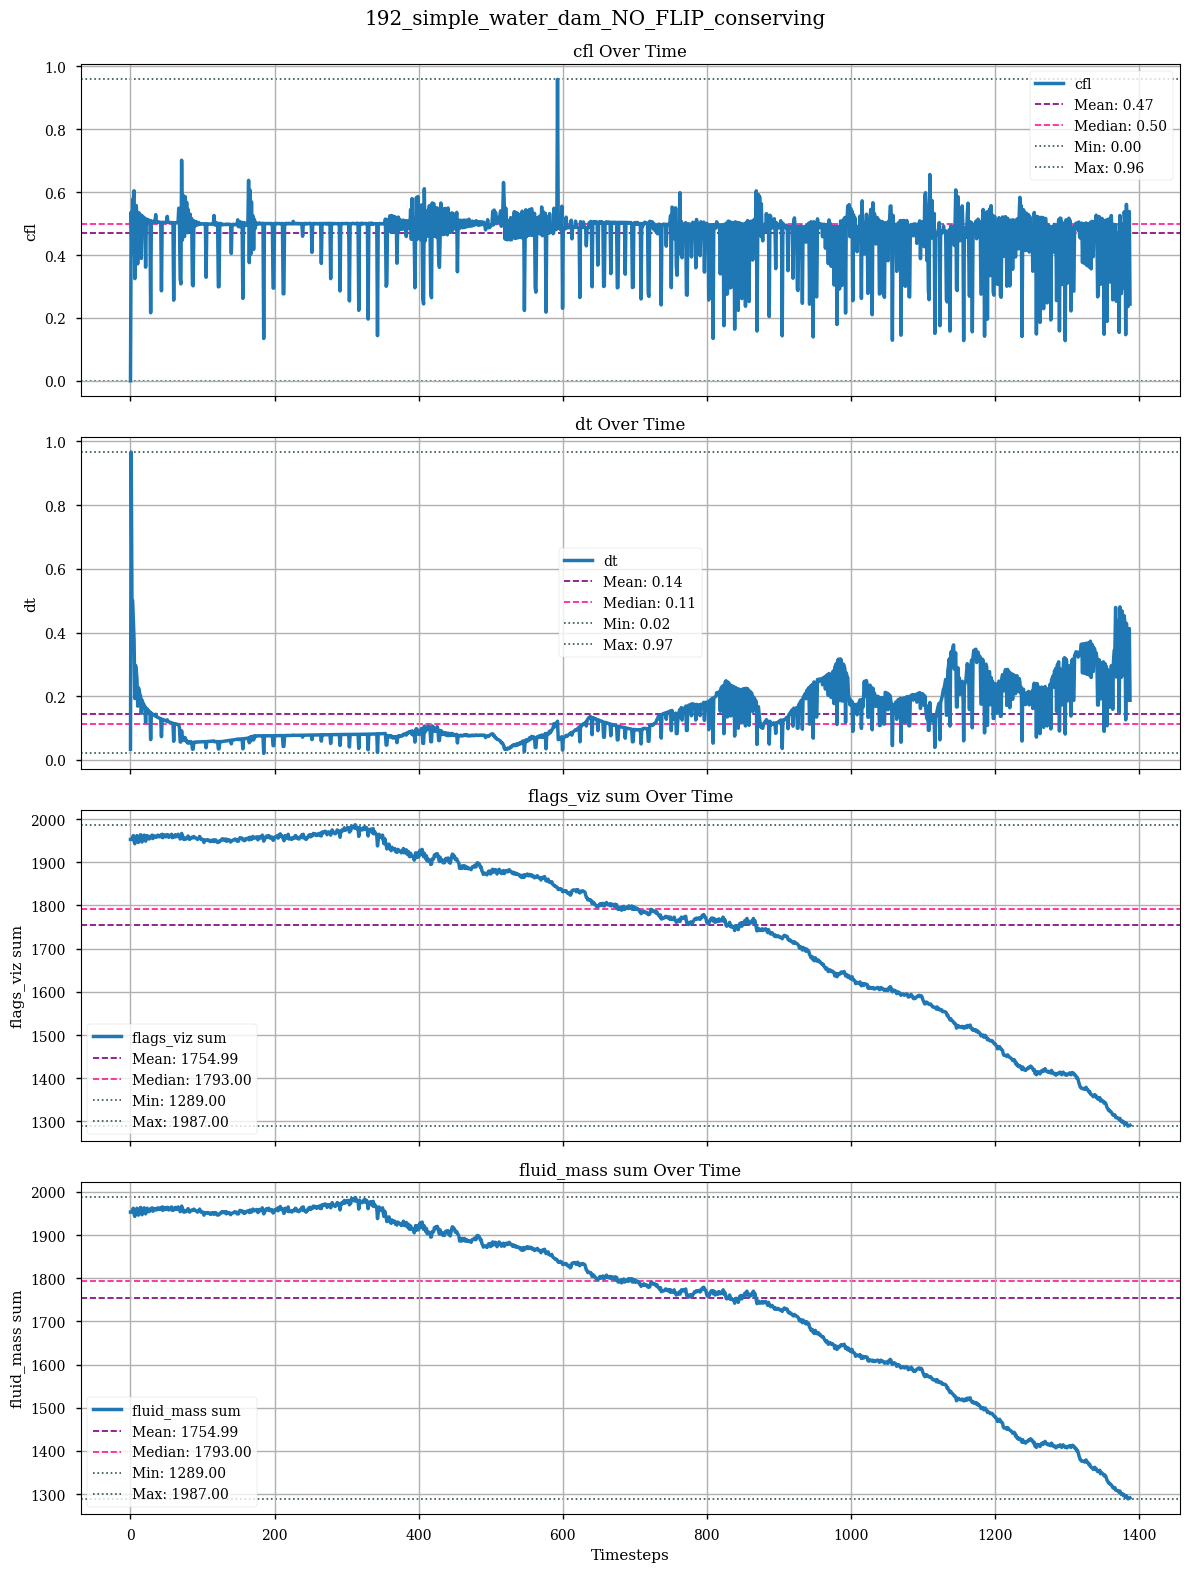 192_simple_water_dam_NO_FLIP_conserving
cfl Over Time
1.0
0.8
0.6
0.4
0.2
0.0
cfl
cfl
Mean: 0.47
Median: 0.50
Min: 0.00
Max: 0.96
dt Over Time
1.0
0.8
0.6
0.4
0.2
0.0
dt
dt
Mean: 0.14
Median: 0.11
Min: 0.02
Max: 0.97
flags_viz sum Over Time
2000
1900
1800
1700
1600
1500
1400
1300
flags_viz sum
flags_viz sum
Mean: 1754.99
Median: 1793.00
Min: 1289.00
Max: 1987.00
fluid_mass sum Over Time
2000
1900
1800
1700
1600
1500
1400
1300
fluid_mass sum
fluid_mass sum
Mean: 1754.99
Median: 1793.00
Min: 1289.00
Max: 1987.00
0 200 400 600 800 1000 1200 1400
Timesteps